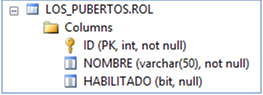 LOS_PUBERTOS.ROL
Columns
ID (PK, int, not null)
NOMBRE (varchar(50), not null)
HABILITADO (bit, null)